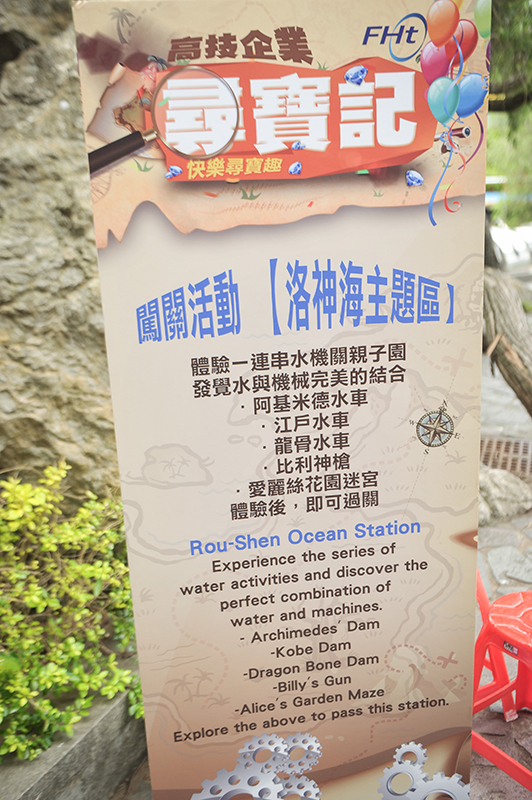 高技企業
FHt
尋寶記
快樂尋寶趣
闖關活動【洛神海主題區】
體驗一連串水機關親子園
發覺水與機械完美的結合
．阿基米德水車
．江戶水車
．龍骨水車
．比利神槍
．愛麗絲花園迷宮
體驗後，即可過關
Rou-Shen Ocean Station
Experience the series of
water activities and discover the
perfect combination of
water and machines.
- Archimedes' Dam
-Kobe Dam
-Dragon Bone Dam
-Billy's Gun
-Alice's Garden Maze
Explore the above to pass this station.
N
E
S
W